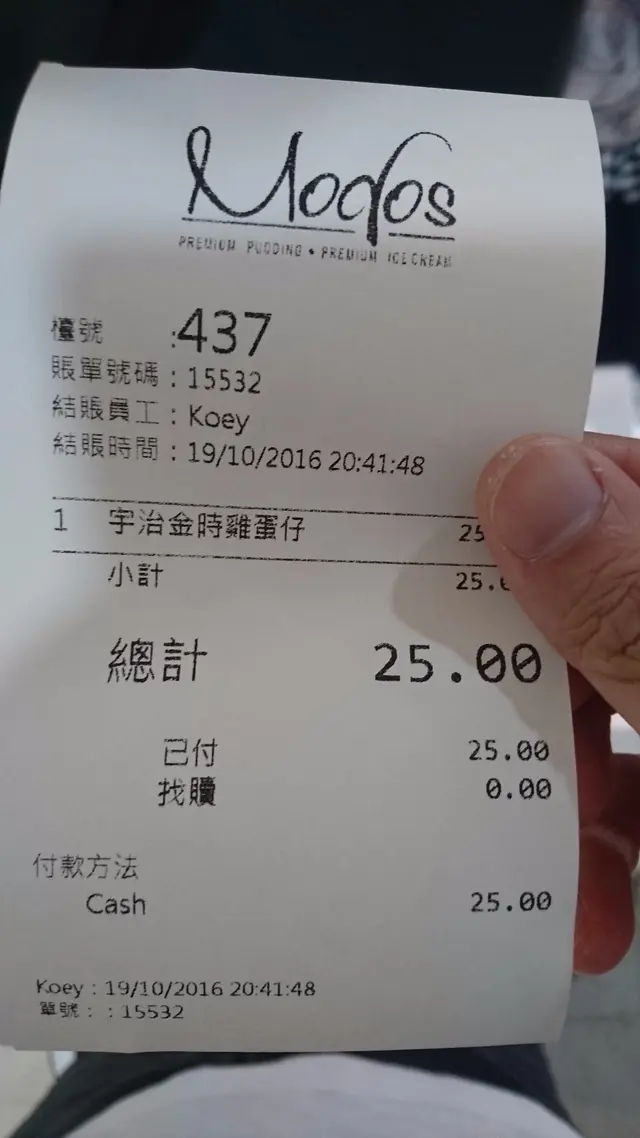 Modos
PREMIUM PUDDING • PREMIUM ICE CREAM
檯號 :437
賬單號碼 : 15532
結賬員工 : Koey
結賬時間 : 19/10/2016 20:41:48
1 宇治金時雞蛋仔 25
小計 25.0
總計 25.00
已付 25.00
找贖 0.00
付款方法
Cash 25.00
Koey : 19/10/2016 20:41:48
單號 : : 15532